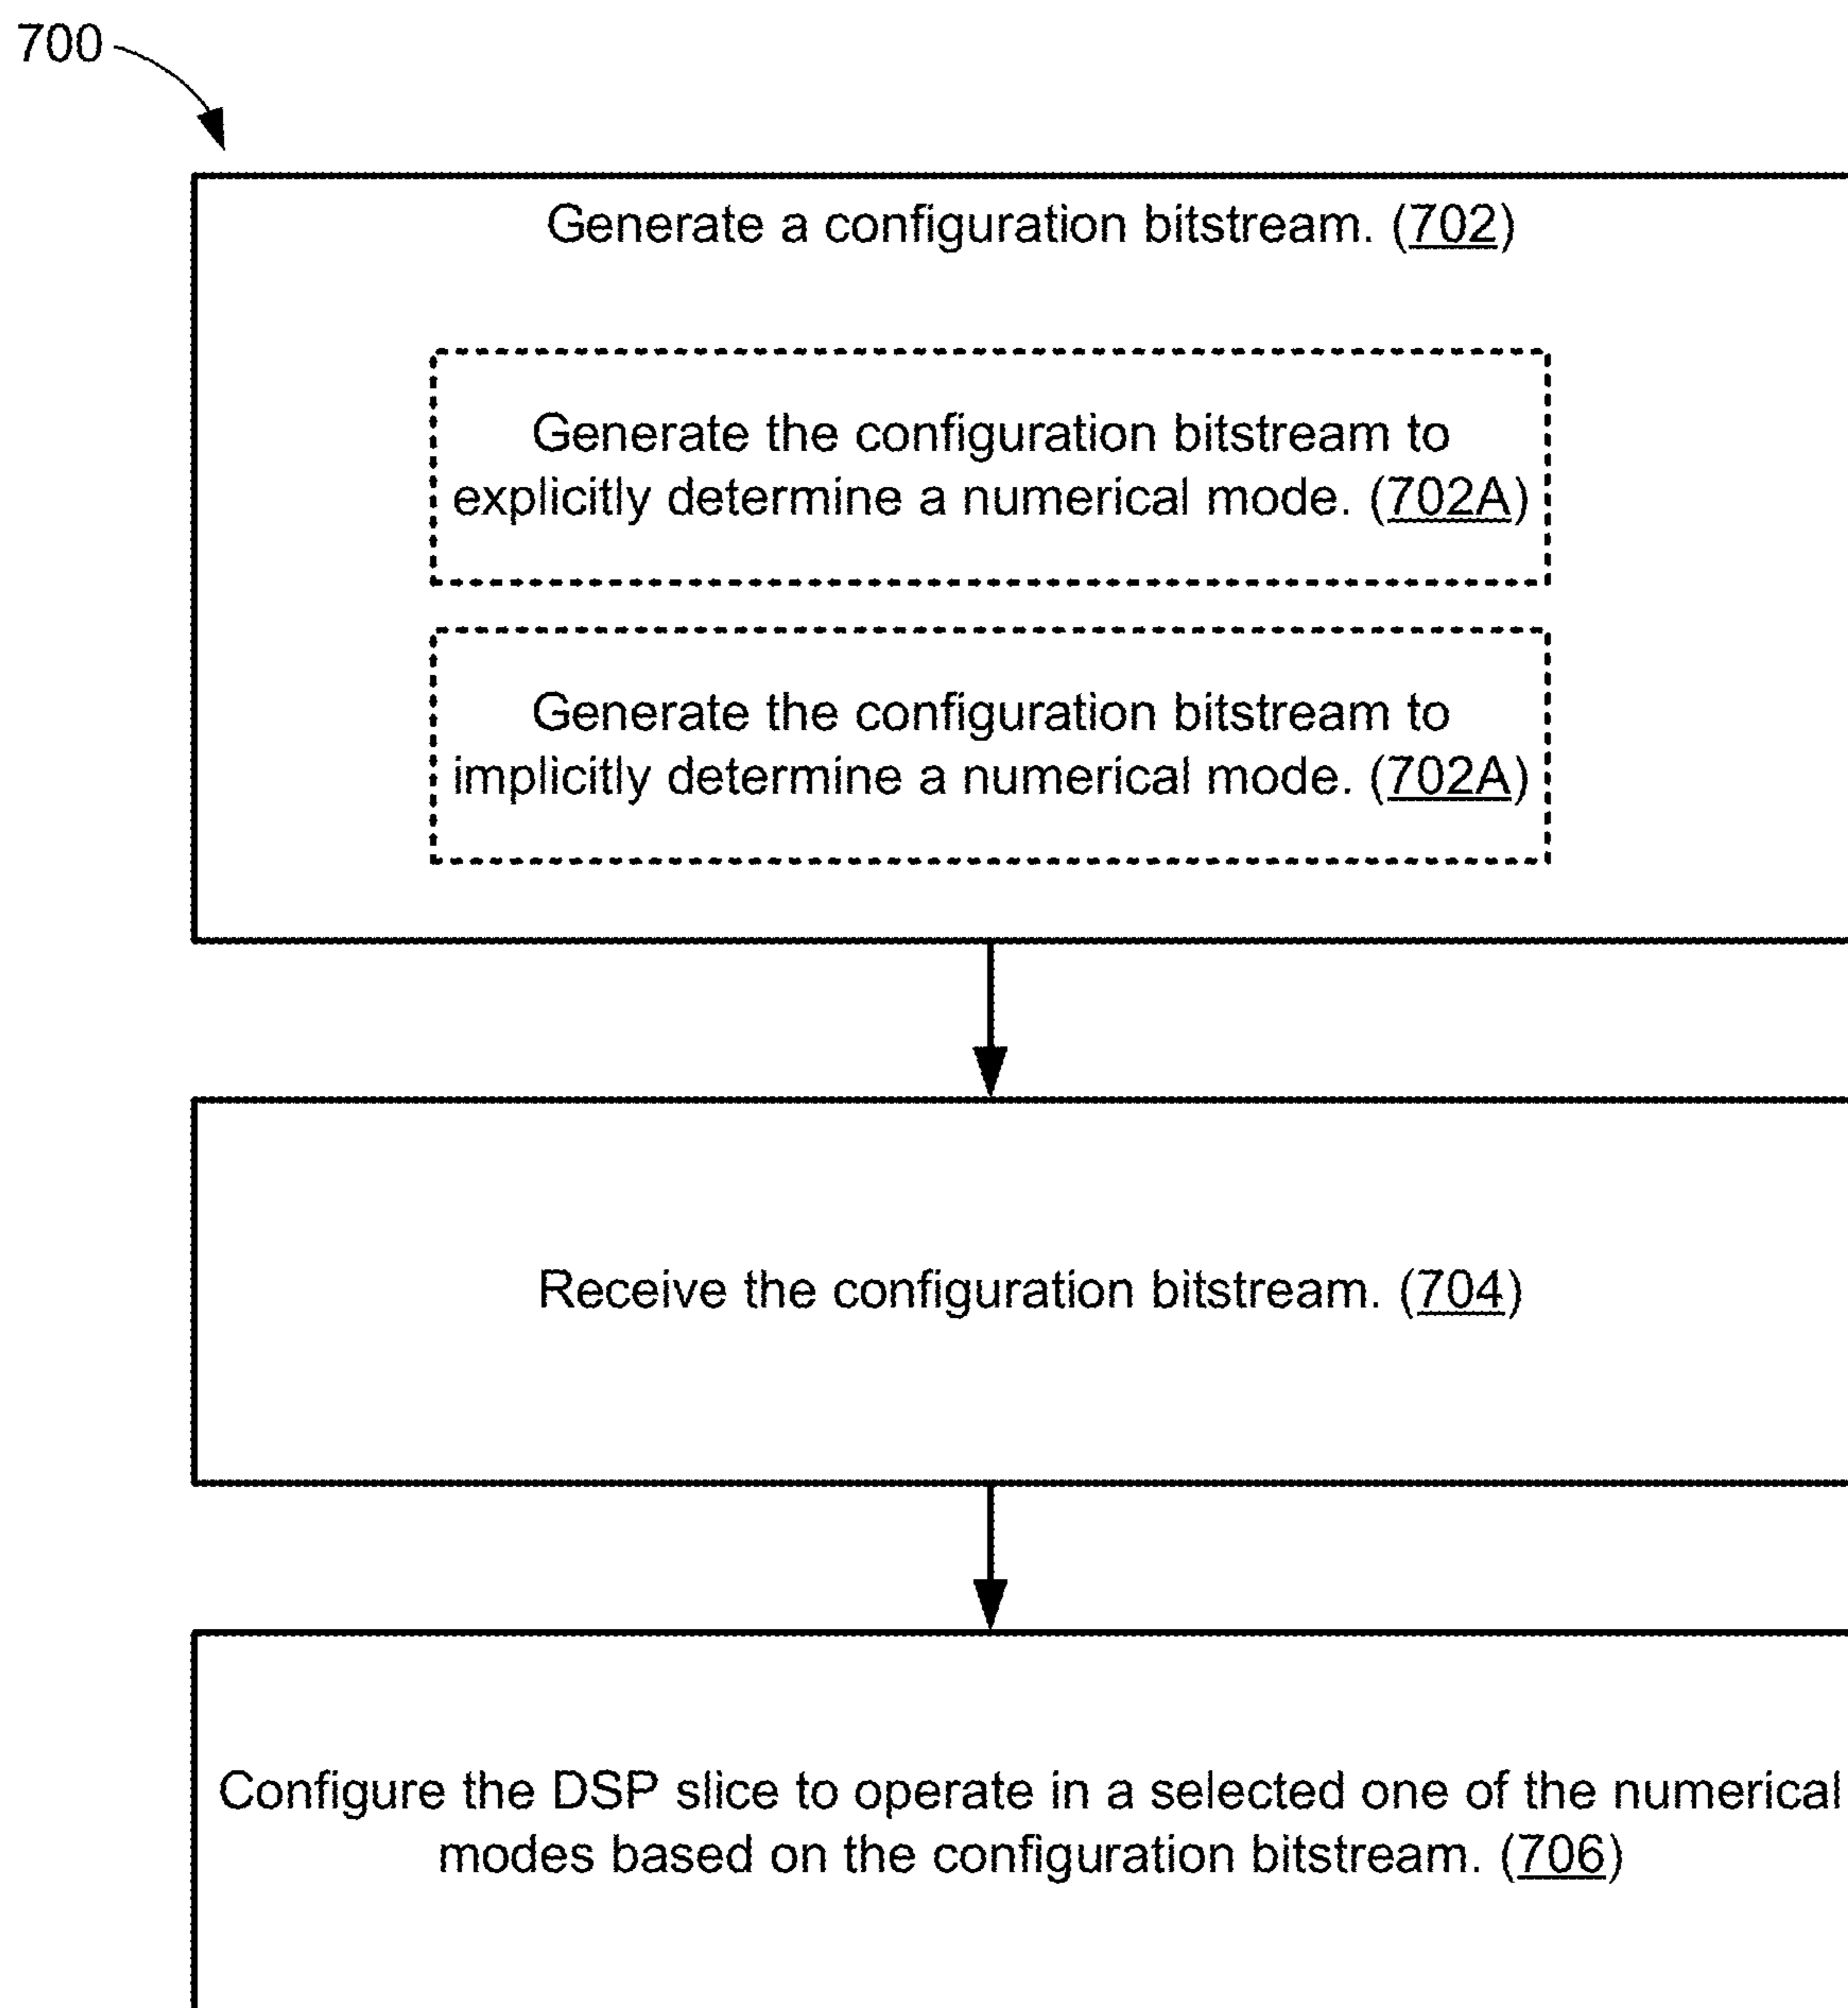 700
Generate a configuration bitstream. (702)
Generate the configuration bitstream to
explicitly determine a numerical mode. (702A)
Generate the configuration bitstream to
implicitly determine a numerical mode. (702A)
Receive the configuration bitstream. (704)
Configure the DSP slice to operate in a selected one of the numerical
modes based on the configuration bitstream. (706)